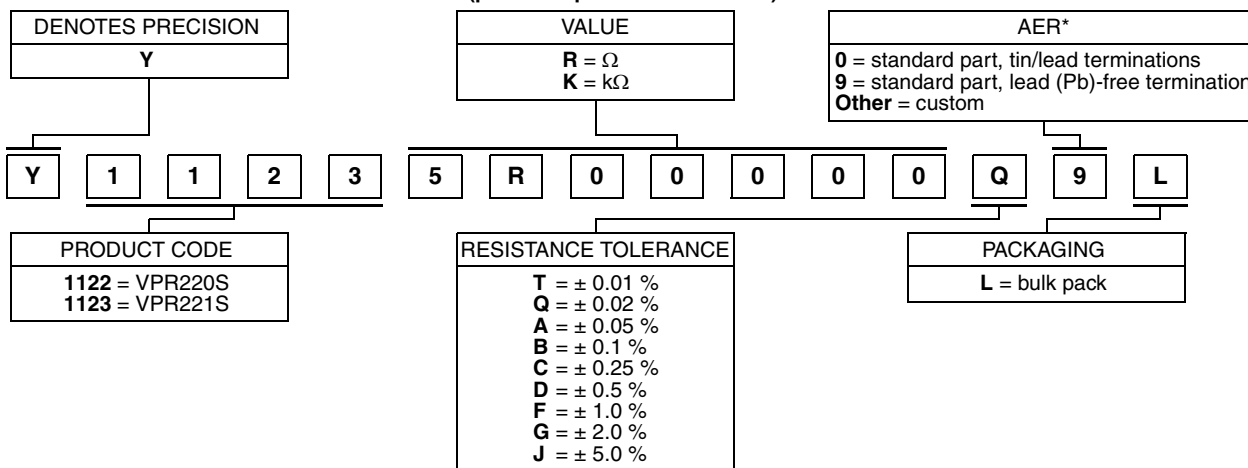 DENOTES PRECISION
Y
VALUE
R = Ω
K = kΩ
AER*
0 = standard part, tin/lead terminations
9 = standard part, lead (Pb)-free termination
Other = custom
Y 1 1 2 3 5 R 0 0 0 0 0 Q 9 L
PRODUCT CODE
1122 = VPR220S
1123 = VPR221S
RESISTANCE TOLERANCE
T = ± 0.01 %
Q = ± 0.02 %
A = ± 0.05 %
B = ± 0.1 %
C = ± 0.25 %
D = ± 0.5 %
F = ± 1.0 %
G = ± 2.0 %
J = ± 5.0 %
PACKAGING
L = bulk pack